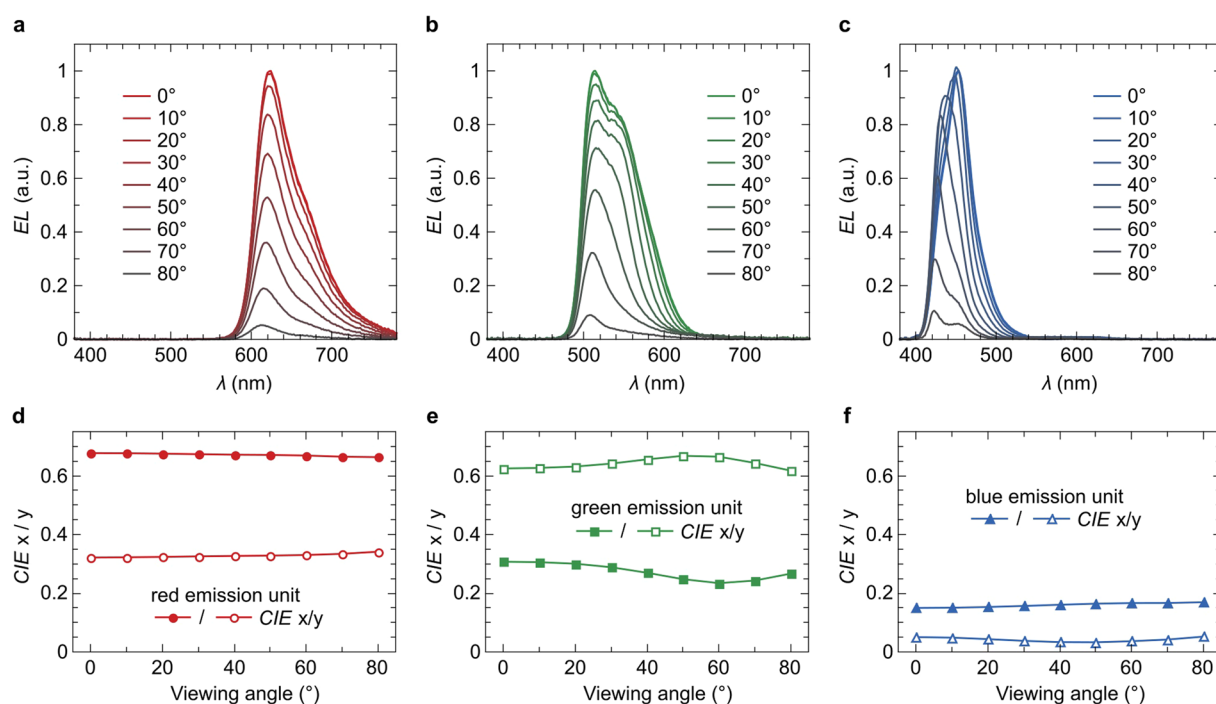 a
1
0.8
0.6
0.4
0.2
0
EL (a.u.)
0°
10°
20°
30°
40°
50°
60°
70°
80°
400 500 600 700
λ (nm)
b
1
0.8
0.6
0.4
0.2
0
EL (a.u.)
0°
10°
20°
30°
40°
50°
60°
70°
80°
400 500 600 700
λ (nm)
c
1
0.8
0.6
0.4
0.2
0
EL (a.u.)
0°
10°
20°
30°
40°
50°
60°
70°
80°
400 500 600 700
λ (nm)
d
0.6
0.4
0.2
0
CIE x / y
red emission unit
/ CIE x/y
0 20 40 60 80
Viewing angle (°)
e
0.6
0.4
0.2
0
CIE x / y
green emission unit
/ CIE x/y
0 20 40 60 80
Viewing angle (°)
f
0.6
0.4
0.2
0
CIE x / y
blue emission unit
/ CIE x/y
0 20 40 60 80
Viewing angle (°)